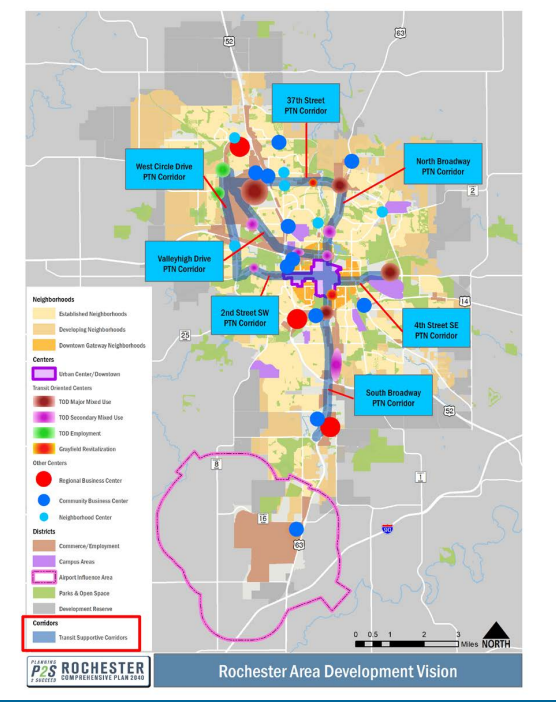 52
63
37th Street
PTN Corridor
West Circle Drive
PTN Corridor
North Broadway
PTN Corridor
2
Valleyhigh Drive
PTN Corridor
2nd Street SW
PTN Corridor
4th Street SE
PTN Corridor
14
25
South Broadway
PTN Corridor
52
8
1
16
63
90
Neighborhoods
Established Neighborhoods
Developing Neighborhoods
Downtown Gateway Neighborhoods
Centers
Urban Center/Downtown
Transit Oriented Centers
TOD Major Mixed Use
TOD Secondary Mixed Use
TOD Employment
Grayfield Revitalization
Other Centers
Regional Business Center
Community Business Center
Neighborhood Center
Districts
Commerce/Employment
Campus Areas
Airport Influence Area
Parks & Open Space
Development Reserve
Corridors
Transit Supportive Corridors
0 0.5 1 2 3
Miles NORTH
PLANNING
P2S
2 SUCCEED
ROCHESTER
COMPREHENSIVE PLAN 2040
Rochester Area Development Vision